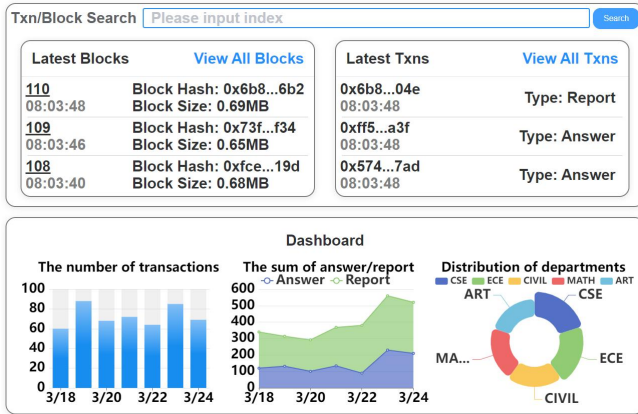 Txn/Block Search Please input index Search
Latest Blocks View All Blocks
110 Block Hash: 0x6b8...6b2
08:03:48 Block Size: 0.69MB
109 Block Hash: 0x73f...f34
08:03:46 Block Size: 0.65MB
108 Block Hash: 0xfce...19d
08:03:40 Block Size: 0.68MB
Latest Txns View All Txns
0x6b8...04e
08:03:48
Type: Report
0xff5...a3f
08:03:48
Type: Answer
0x574...7ad
08:03:48
Type: Answer
Dashboard
The number of transactions
100
80
60
40
20
0
3/18 3/20 3/22 3/24
The sum of answer/report
Answer Report
600
500
400
300
200
100
0
3/18 3/20 3/22 3/24
Distribution of departments
CSE ECE CIVIL MATH ART
ART CSE
MA... ECE
CIVIL